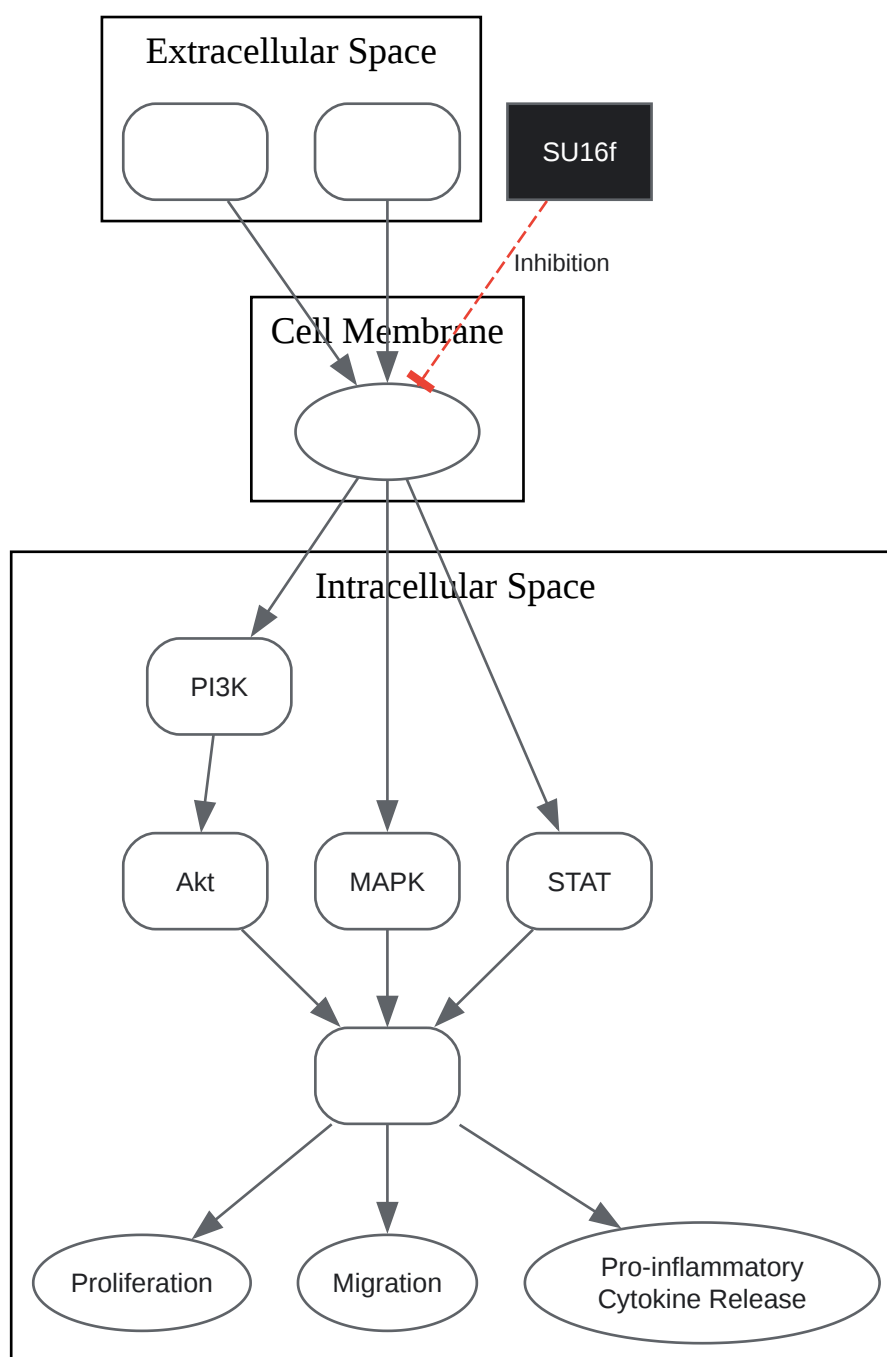 Extracellular Space
SU16f
Inhibition
Cell Membrane
Intracellular Space
PI3K
Akt
MAPK
STAT
Proliferation
Migration
Pro-inflammatory
Cytokine Release